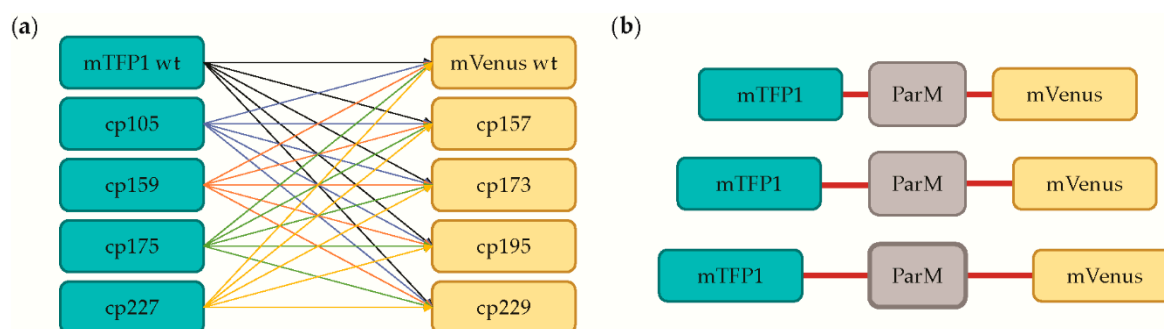 (a)
mTFP1 wt
mVenus wt
cp105
cp157
cp159
cp173
cp175
cp195
cp227
cp229
(b)
mTFP1
ParM
mVenus
mTFP1
ParM
mVenus
mTFP1
ParM
mVenus